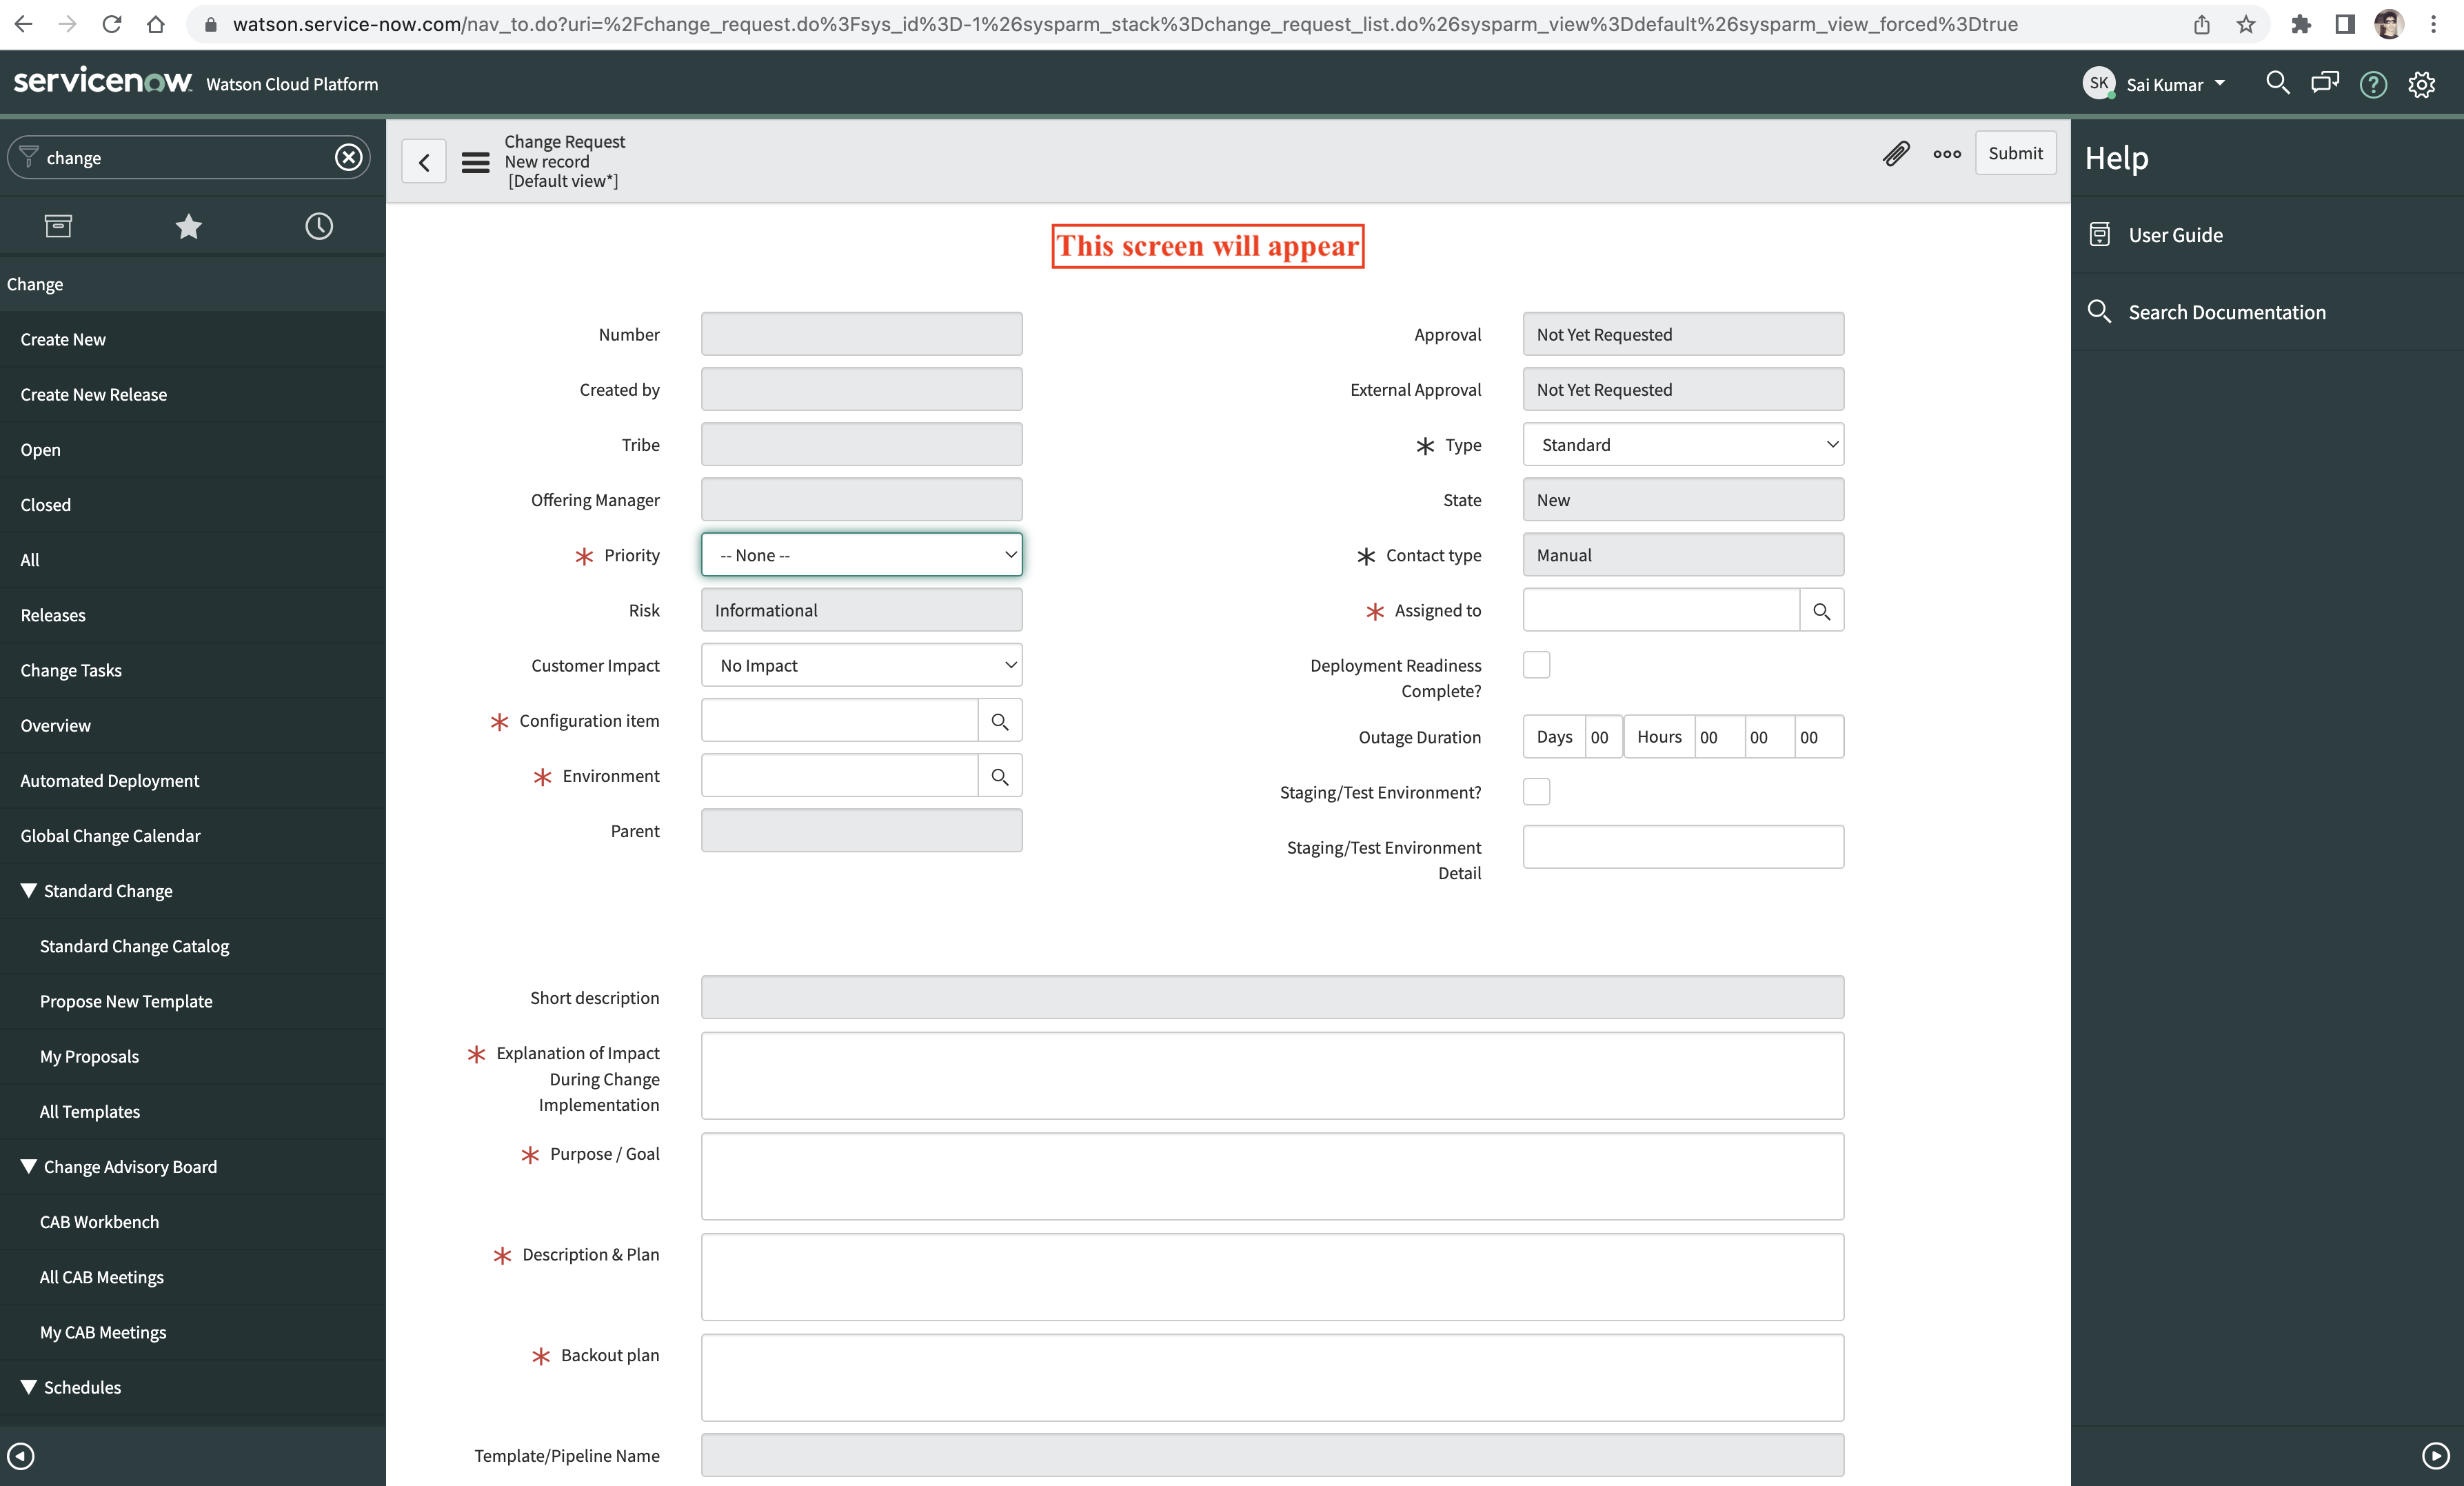 watson.service-now.com/nav_to.do?uri=%2Fchange_request.do%3Fsys_id%3D-1%26sysparm_stack%3Dchange_request_list.do%26sysparm_view%3Ddefault%26sysparm_view_forced%3Dtrue
servicenow Watson Cloud Platform
SK Sai Kumar
change
Change
Create New
Create New Release
Open
Closed
All
Releases
Change Tasks
Overview
Automated Deployment
Global Change Calendar
Standard Change
Standard Change Catalog
Propose New Template
My Proposals
All Templates
Change Advisory Board
CAB Workbench
All CAB Meetings
My CAB Meetings
Schedules
Change Request
New record
[Default view*]
Submit
This screen will appear
Number
Created by
Tribe
Offering Manager
* Priority -- None --
Risk Informational
Customer Impact No Impact
* Configuration item
* Environment
Parent
Approval Not Yet Requested
External Approval Not Yet Requested
* Type Standard
State New
* Contact type Manual
* Assigned to
Deployment Readiness
Complete?
Outage Duration Days 00 Hours 00 00 00
Staging/Test Environment?
Staging/Test Environment
Detail
Short description
* Explanation of Impact
During Change
Implementation
* Purpose / Goal
* Description & Plan
* Backout plan
Template/Pipeline Name
Help
User Guide
Search Documentation